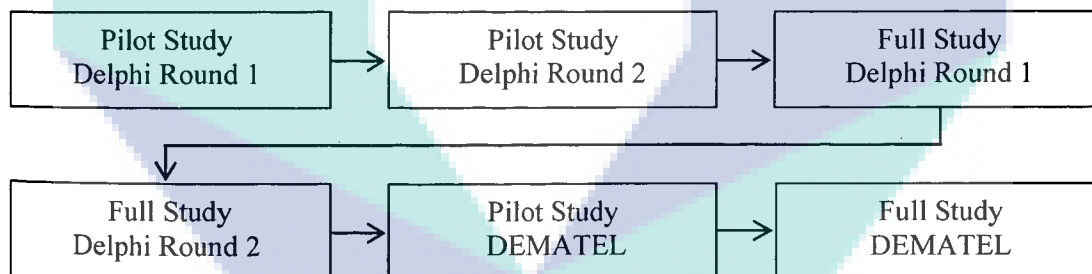 Pilot Study
Delphi Round 1
Pilot Study
Delphi Round 2
Full Study
Delphi Round 1
Full Study
Delphi Round 2
Pilot Study
DEMATEL
Full Study
DEMATEL